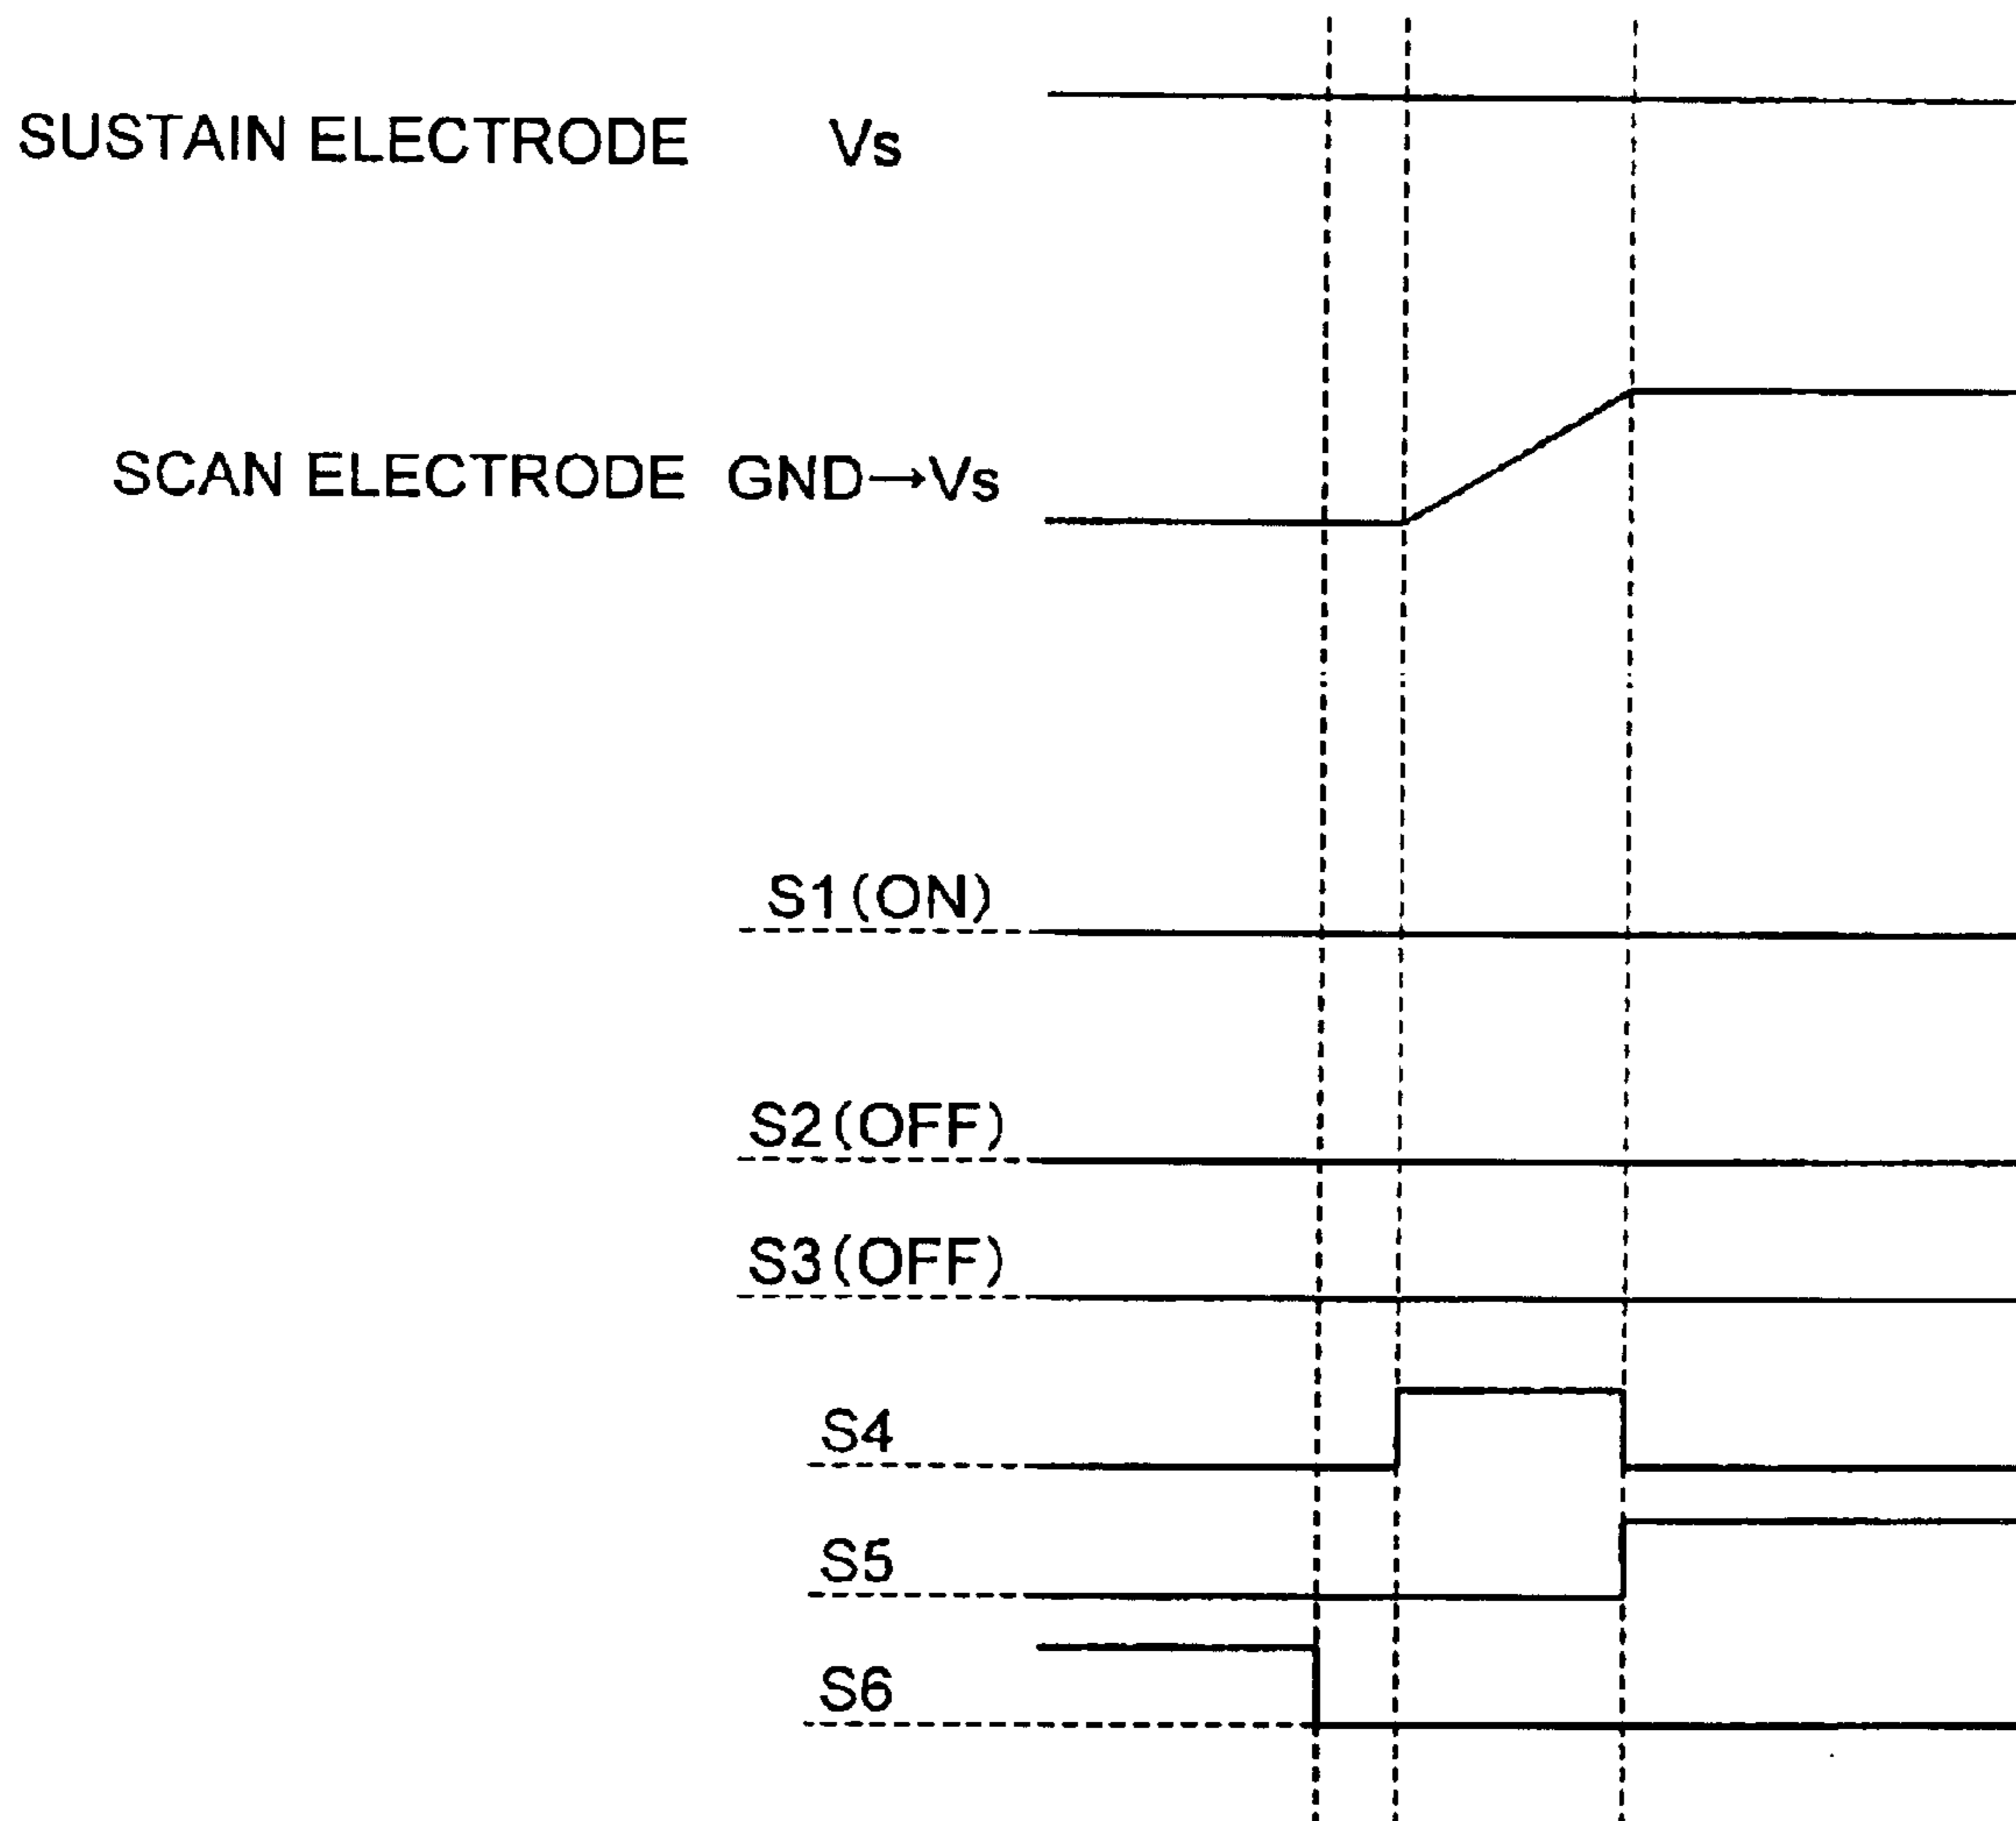 SUSTAIN ELECTRODE Vs
SCAN ELECTRODE GND→Vs
S1(ON)
S2(OFF)
S3(OFF)
S4
S5
S6